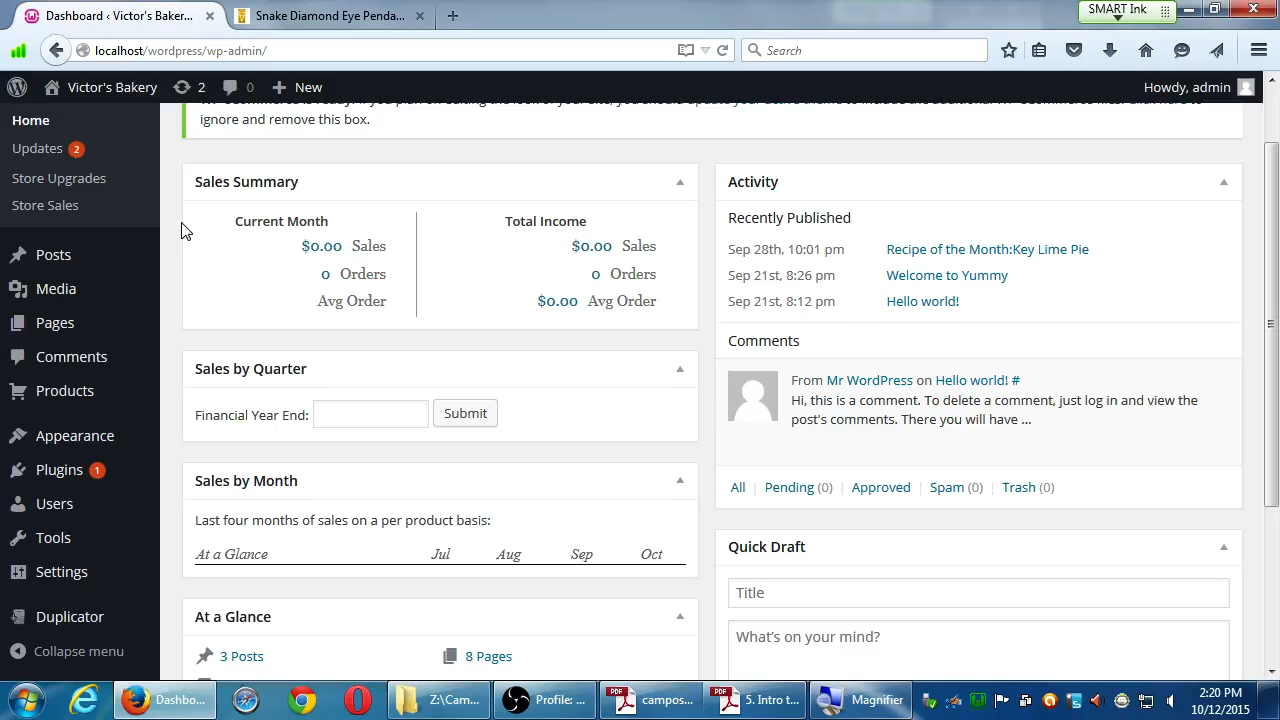 Dashboard ‹ Victor's Bakery...
Snake Diamond Eye Penda...
SMART Ink
localhost/wordpress/wp-admin/
Search
Victor's Bakery
2
0
New
Howdy, admin
ignore and remove this box.
Home
Updates 2
Store Upgrades
Store Sales
Posts
Media
Pages
Comments
Products
Appearance
Plugins 1
Users
Tools
Settings
Duplicator
Collapse menu
Sales Summary
Current Month
Total Income
$0.00 Sales
$0.00 Sales
0 Orders
0 Orders
Avg Order
$0.00 Avg Order
Sales by Quarter
Financial Year End:
Submit
Sales by Month
Last four months of sales on a per product basis:
At a Glance Jul Aug Sep Oct
At a Glance
3 Posts
8 Pages
Activity
Recently Published
Sep 28th, 10:01 pm Recipe of the Month:Key Lime Pie
Sep 21st, 8:26 pm Welcome to Yummy
Sep 21st, 8:12 pm Hello world!
Comments
From Mr WordPress on Hello world! #
Hi, this is a comment. To delete a comment, just log in and view the
post's comments. There you will have ...
All | Pending (0) | Approved | Spam (0) | Trash (0)
Quick Draft
Title
What's on your mind?
Dashbo...
Z:\Cam...
Profile: ...
campos...
5. Intro t...
Magnifier
2:20 PM
10/12/2015